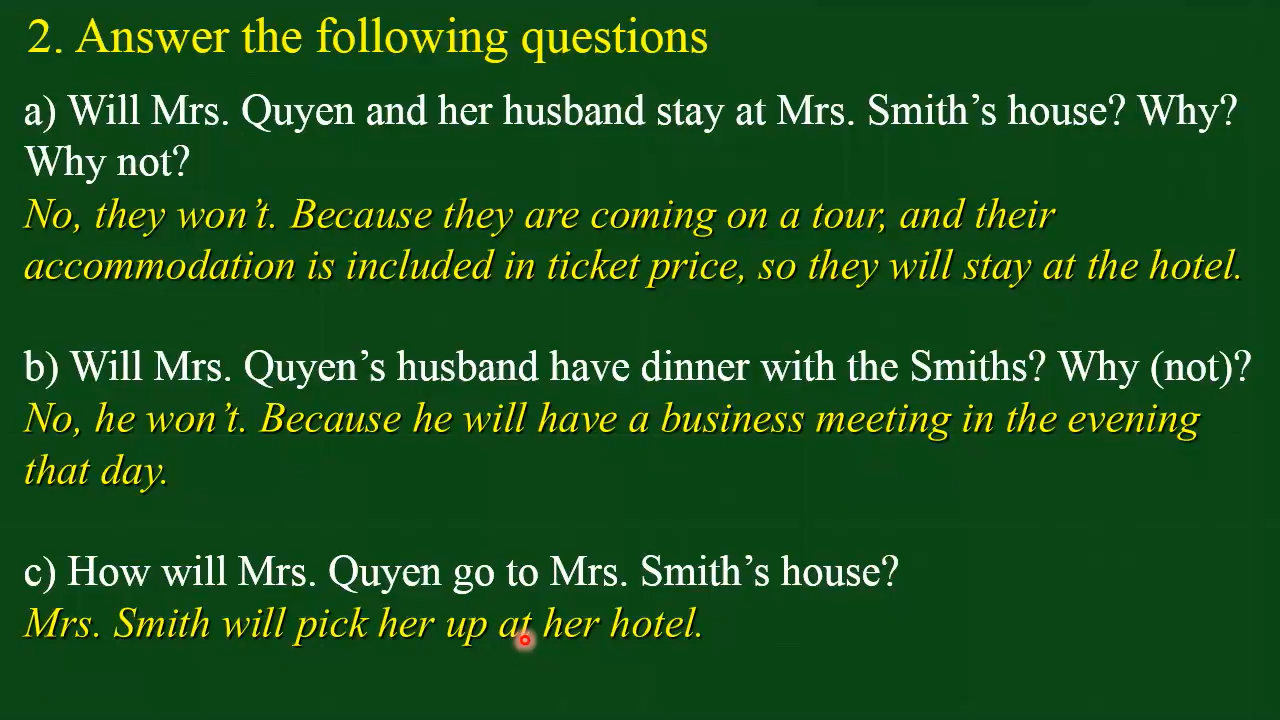 2. Answer the following questions
a) Will Mrs. Quyen and her husband stay at Mrs. Smith’s house? Why?
Why not?
No, they won’t. Because they are coming on a tour, and their
accommodation is included in ticket price, so they will stay at the hotel.
b) Will Mrs. Quyen’s husband have dinner with the Smiths? Why (not)?
No, he won’t. Because he will have a business meeting in the evening
that day.
c) How will Mrs. Quyen go to Mrs. Smith’s house?
Mrs. Smith will pick her up at her hotel.